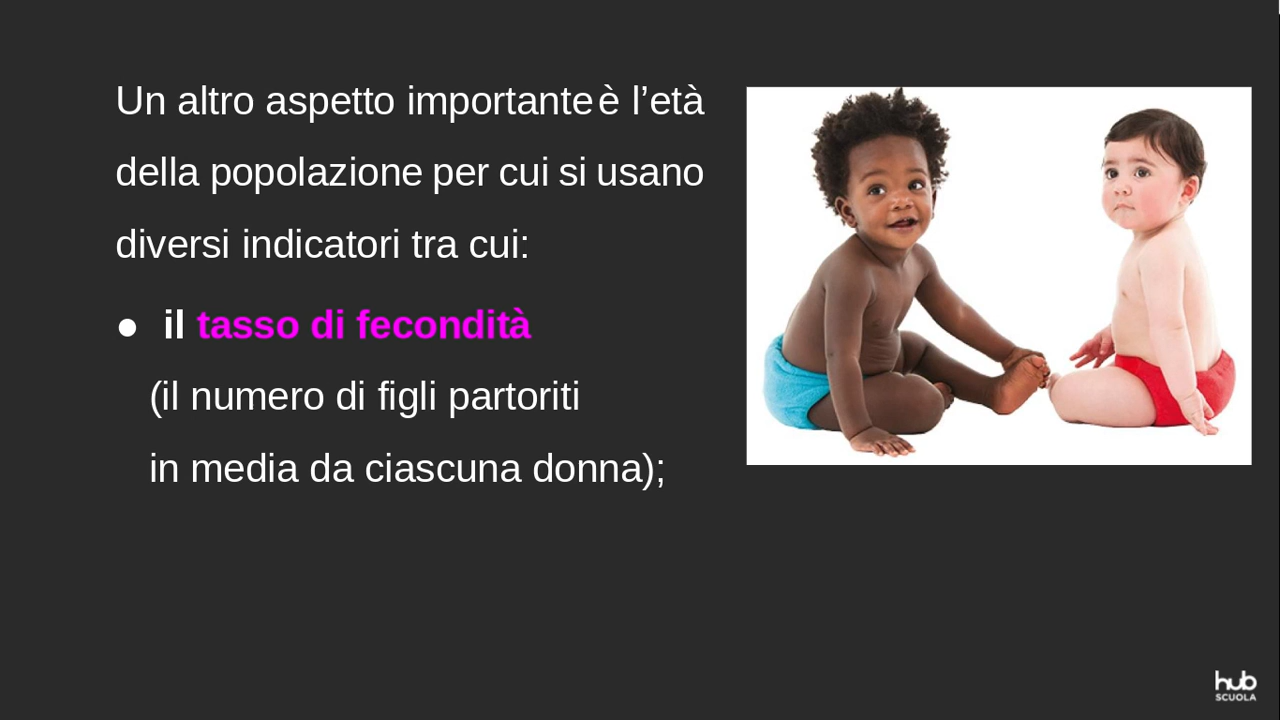 Un altro aspetto importante è l’età
della popolazione per cui si usano
diversi indicatori tra cui:
● il tasso di fecondità
(il numero di figli partoriti
in media da ciascuna donna);
hub
SCUOLA